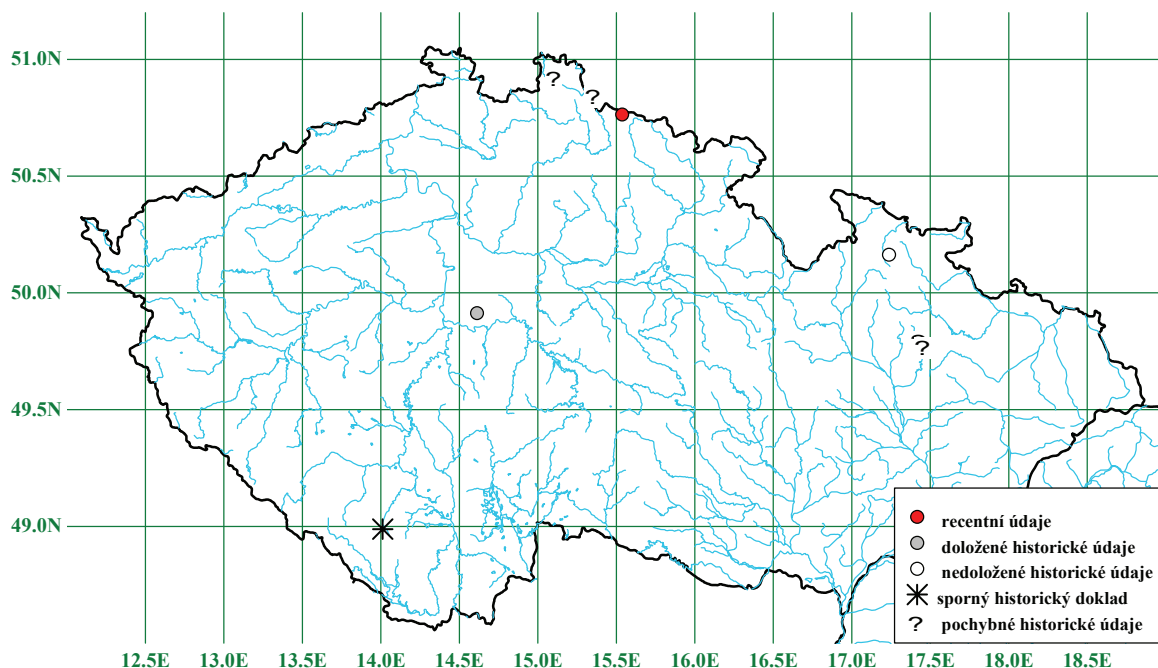 51.0N
?
?
50.5N
50.0N
?
49.5N
49.0N
recentní údaje
doložené historické údaje
nedoložené historické údaje
sporný historický doklad
? pochybné historické údaje
12.5E 13.0E 13.5E 14.0E 14.5E 15.0E 15.5E 16.0E 16.5E 17.2E 17.5E 18.0E 18.5E